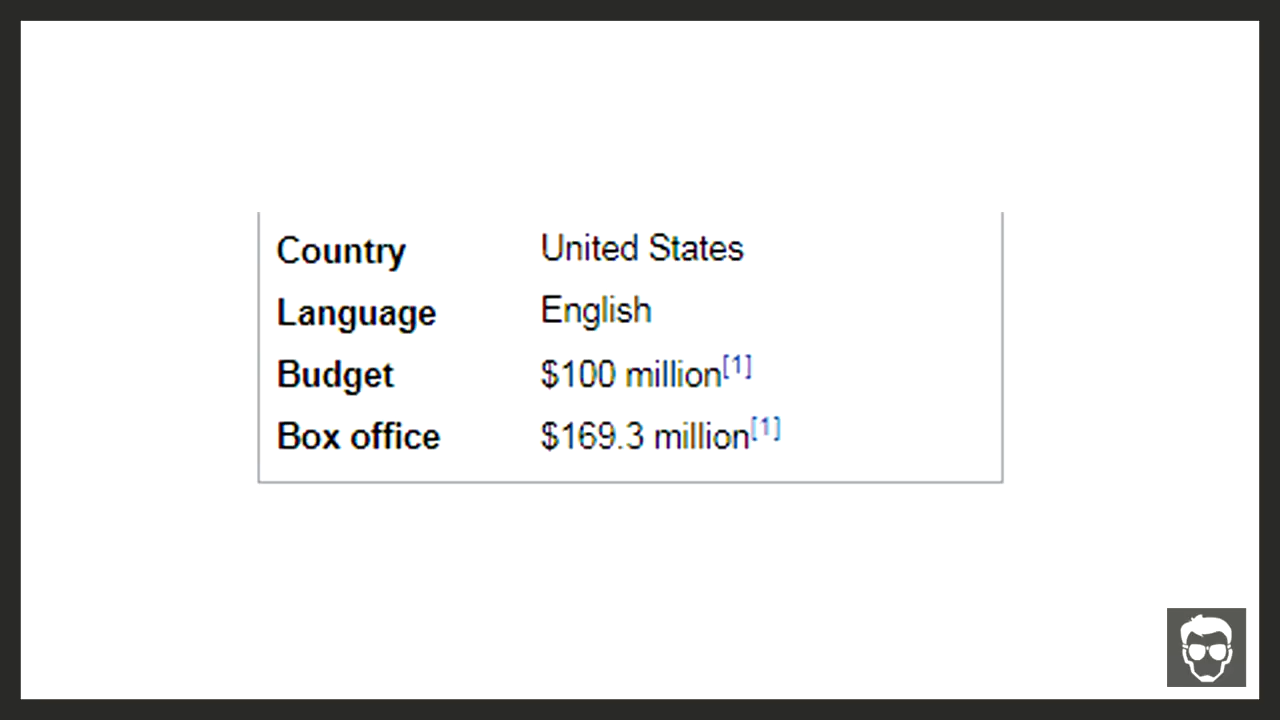 Country United States
Language English
Budget $100 million[1]
Box office $169.3 million[1]